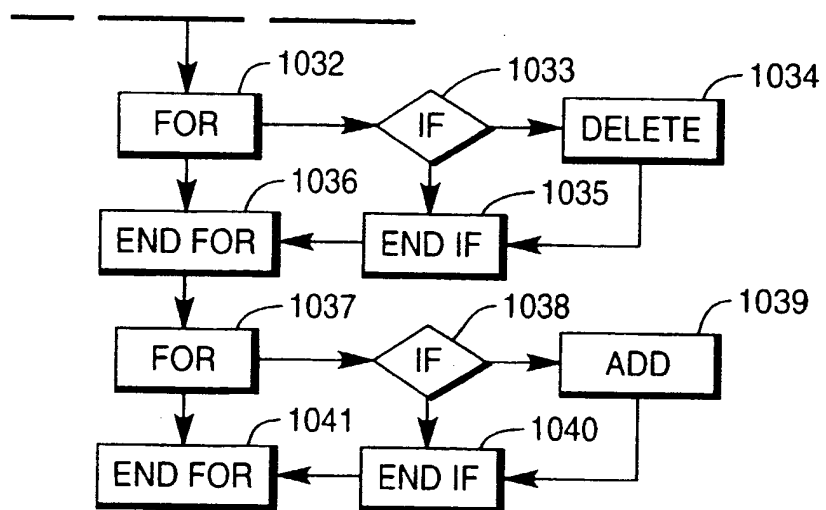 1032
1033
1034
FOR
IF
DELETE
1036
1035
END FOR
END IF
1037
1038
1039
FOR
IF
ADD
1041
1040
END FOR
END IF